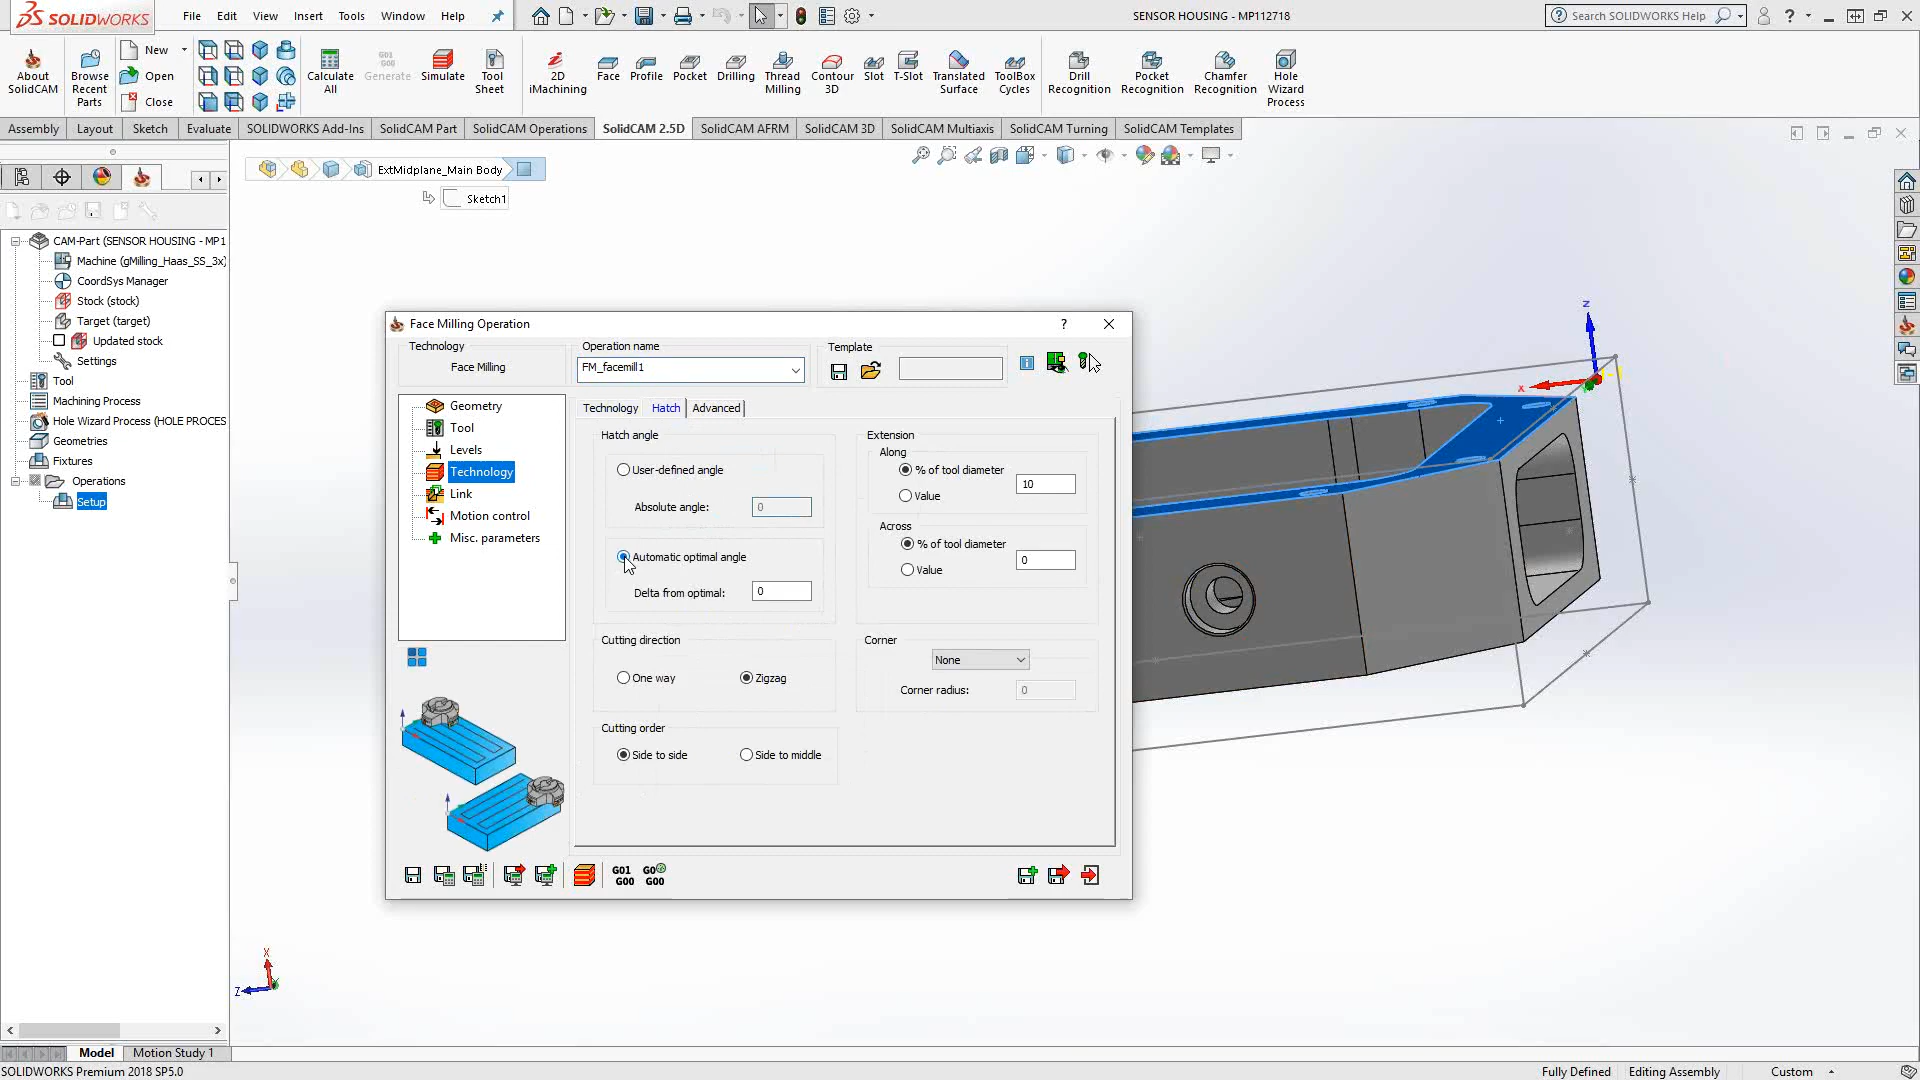 SOLIDWORKS File Edit View Insert Tools Window Help
SENSOR HOUSING - MP112718
Search SOLIDWORKS Help
About SolidCAM
Browse Recent Parts
New
Open
Close
Calculate All
G01 G00
Generate
Simulate
Tool Sheet
2D iMachining
Face
Profile
Pocket
Drilling
Thread Milling
Contour 3D
Slot
T-Slot
Translated Surface
ToolBox Cycles
Drill Recognition
Pocket Recognition
Chamfer Recognition
Hole Wizard Process
Assembly Layout Sketch Evaluate SOLIDWORKS Add-Ins SolidCAM Part SolidCAM Operations SolidCAM 2.5D SolidCAM AFRM SolidCAM 3D SolidCAM Multiaxis SolidCAM Turning SolidCAM Templates
ExtMidplane_Main Body
Sketch1
CAM-Part (SENSOR HOUSING - MP1
Machine (gMilling_Haas_SS_3x)
CoordSys Manager
Stock (stock)
Target (target)
Updated stock
Settings
Tool
Machining Process
Hole Wizard Process (HOLE PROCES
Geometries
Fixtures
Operations
Setup
Face Milling Operation
Technology
Face Milling
Operation name
FM_facemill1
Template
Geometry
Tool
Levels
Technology
Link
Motion control
Misc. parameters
Technology Hatch Advanced
Hatch angle
User-defined angle
Absolute angle: 0
Automatic optimal angle
Delta from optimal: 0
Cutting direction
One way Zigzag
Cutting order
Side to side Side to middle
Extension
Along
% of tool diameter 10
Value
Across
% of tool diameter 0
Value
Corner
None
Corner radius: 0
G01 G00
G0 G00
z
x
X
Z
Model Motion Study 1
SOLIDWORKS Premium 2018 SP5.0
Fully Defined Editing Assembly Custom